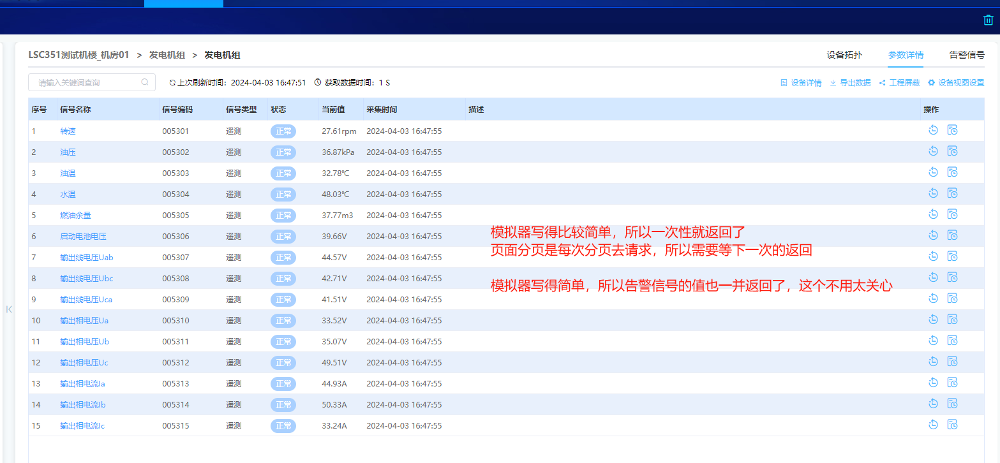 LSC351测试机楼_机房01 > 发电机组 > 发电机组
设备拓扑 参数详情 告警信号
请输入关键词查询 上次刷新时间：2024-04-03 16:47:51 获取数据时间：1 S 设备详情 导出数据 工程屏蔽 设备视图设置
序号 信号名称 信号编码 信号类型 状态 当前值 采集时间 描述 操作
1 转速 005301 遥测 正常 27.61rpm 2024-04-03 16:47:55
2 油压 005302 遥测 正常 36.87kPa 2024-04-03 16:47:55
3 油温 005303 遥测 正常 32.78℃ 2024-04-03 16:47:55
4 水温 005304 遥测 正常 48.03℃ 2024-04-03 16:47:55
5 燃油余量 005305 遥测 正常 37.77m3 2024-04-03 16:47:55
6 启动电池电压 005306 遥测 正常 39.66V 2024-04-03 16:47:55
7 输出线电压Uab 005307 遥测 正常 44.57V 2024-04-03 16:47:55
8 输出线电压Ubc 005308 遥测 正常 42.71V 2024-04-03 16:47:55
9 输出线电压Uca 005309 遥测 正常 41.51V 2024-04-03 16:47:55
10 输出相电压Ua 005310 遥测 正常 33.52V 2024-04-03 16:47:55
11 输出相电压Ub 005311 遥测 正常 35.07V 2024-04-03 16:47:55
12 输出相电压Uc 005312 遥测 正常 49.51V 2024-04-03 16:47:55
13 输出相电流Ia 005313 遥测 正常 44.93A 2024-04-03 16:47:55
14 输出相电流Ib 005314 遥测 正常 50.33A 2024-04-03 16:47:55
15 输出相电流Ic 005315 遥测 正常 33.24A 2024-04-03 16:47:55
模拟器写得比较简单，所以一次性就返回了
页面分页是每次分页去请求，所以需要等下一次的返回
模拟器写得简单，所以告警信号的值也一并返回了，这个不用太关心